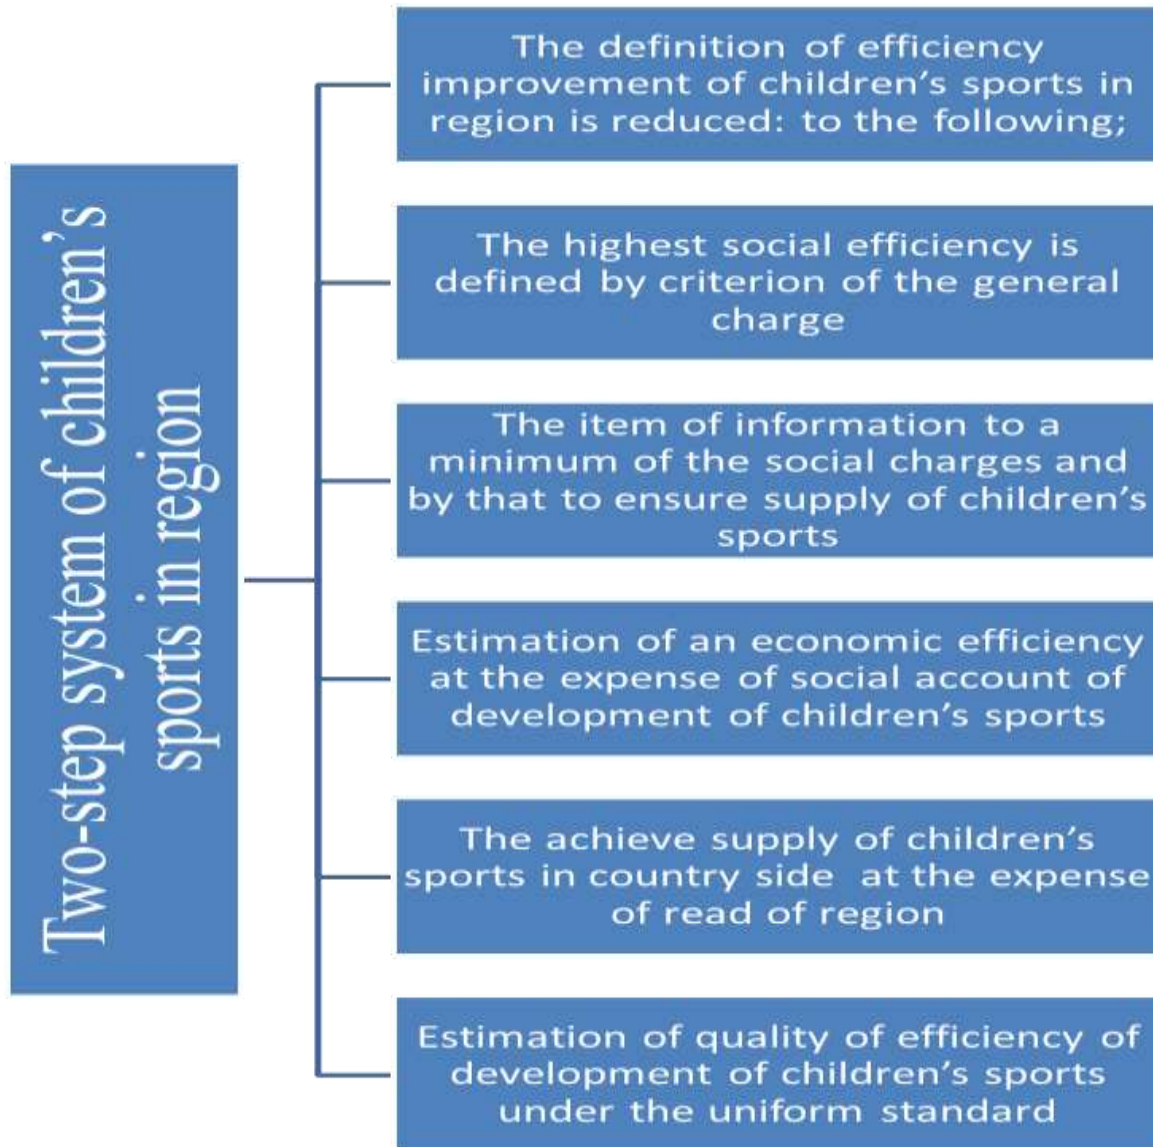 Two-step system of children’s
sports in region
The definition of efficiency
improvement of children’s sports in
region is reduced: to the following;
The highest social efficiency is
defined by criterion of the general
charge
The item of information to a
minimum of the social charges and
by that to ensure supply of children’s
sports
Estimation of an economic efficiency
at the expense of social account of
development of children’s sports
The achieve supply of children’s
sports in country side at the expense
of read of region
Estimation of quality of efficiency of
development of children’s sports
under the uniform standard